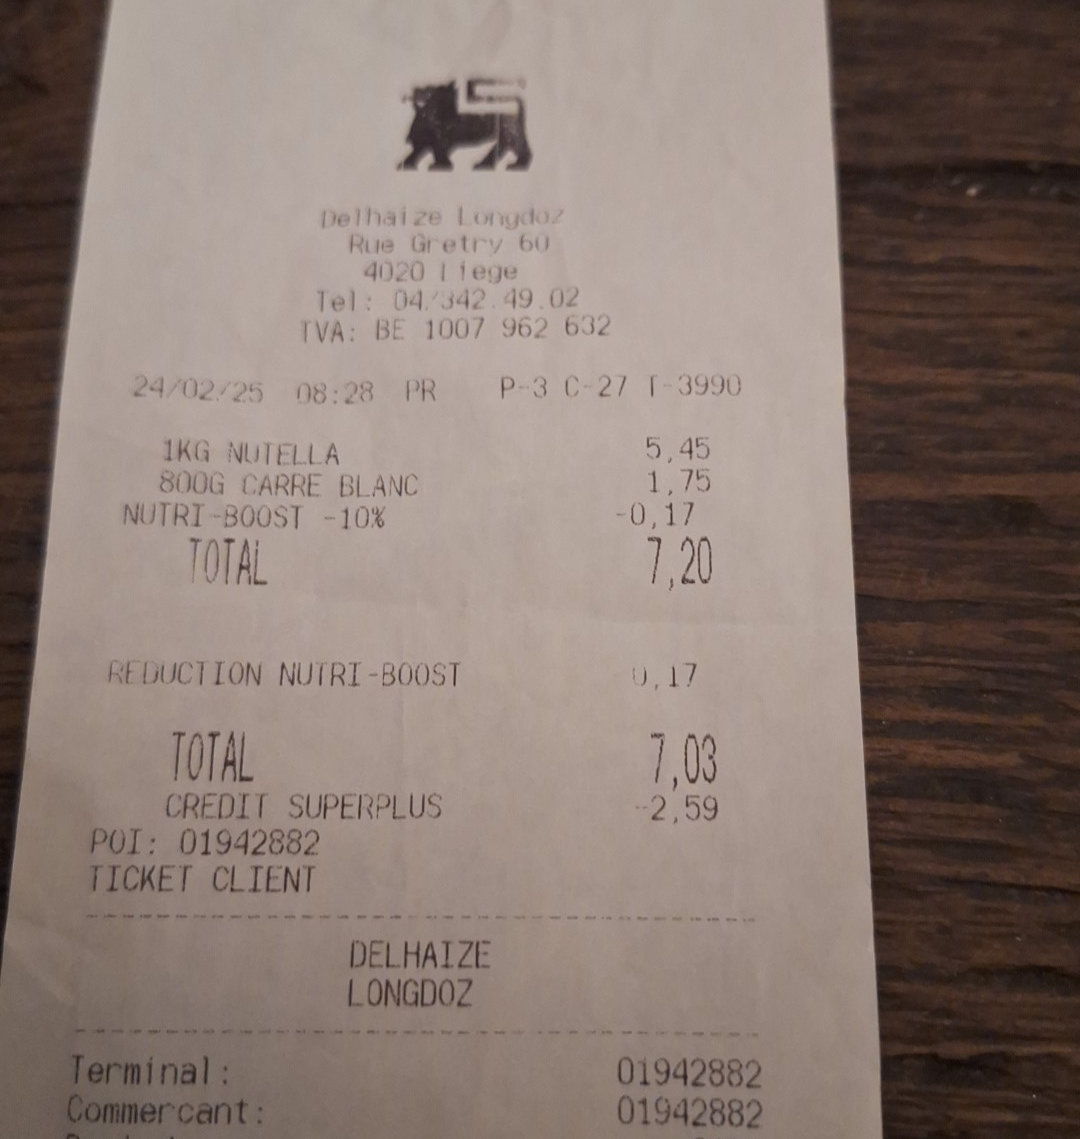 Delhaize Longdoz
Rue Gretry 60
4020 Liege
Tel: 04/342.49.02
TVA: BE 1007 962 632
24/02/25 08:28 PR P-3 C-27 T-3990
1KG NUTELLA 5,45
800G CARRE BLANC 1,75
NUTRI-BOOST -10% -0,17
TOTAL 7,20
REDUCTION NUTRI-BOOST 0,17
TOTAL 7,03
CREDIT SUPERPLUS -2,59
POI: 01942882
TICKET CLIENT
DELHAIZE
LONGDOZ
Terminal: 01942882
Commercant: 01942882